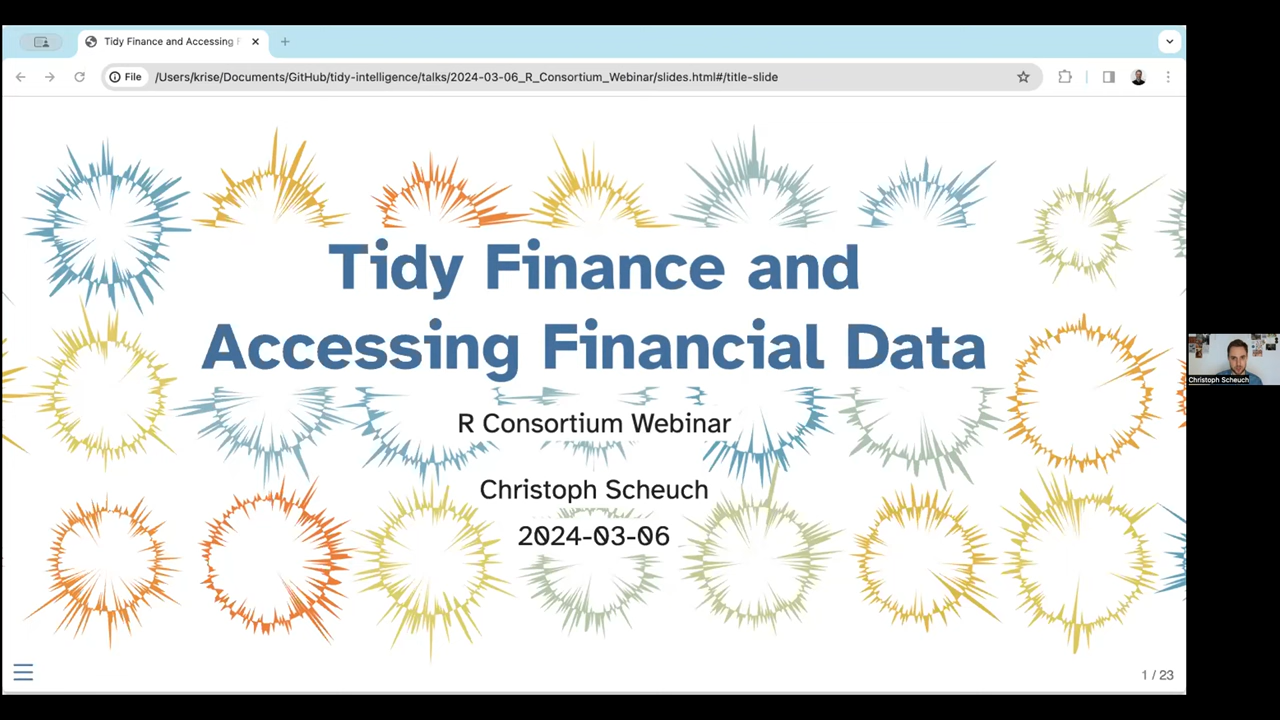 Tidy Finance and Accessing F
File
/Users/krise/Documents/GitHub/tidy-intelligence/talks/2024-03-06_R_Consortium_Webinar/slides.html#/title-slide
Tidy Finance and
Accessing Financial Data
R Consortium Webinar
Christoph Scheuch
2024-03-06
Christoph Scheuch
1 / 23